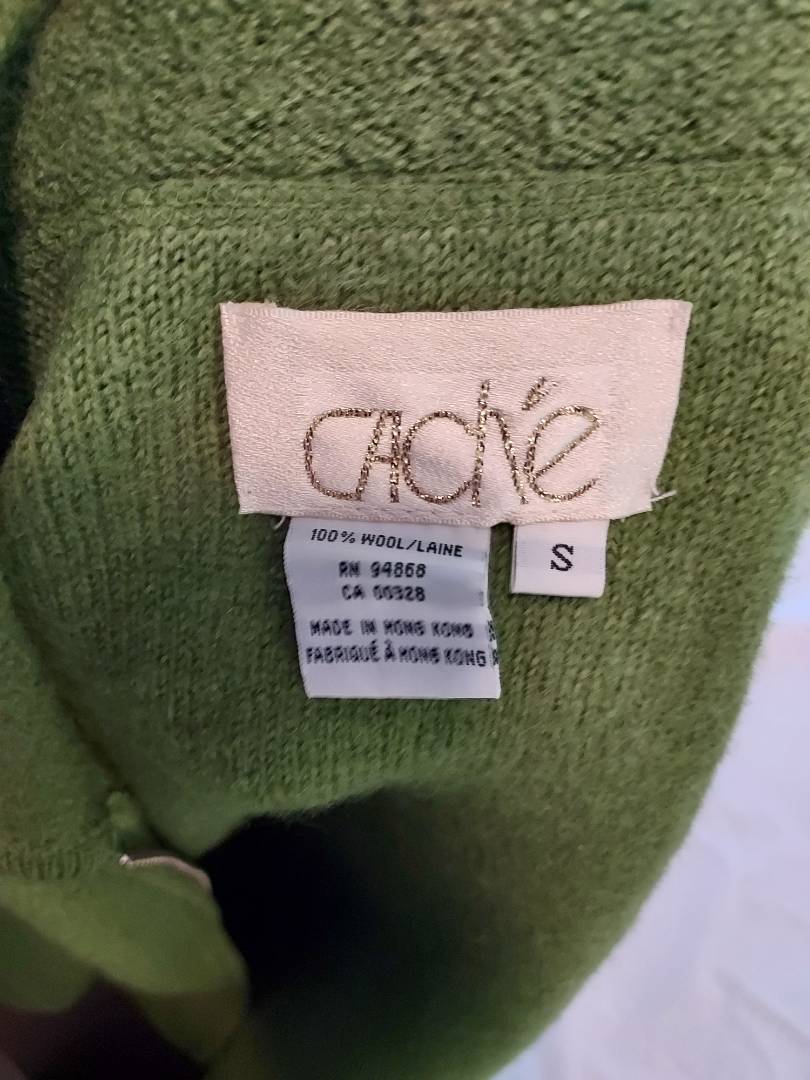 CACHÉ
100% WOOL/LAINE
S
RN 94868
CA 00328
MADE IN HONG KONG
FABRIQUÉ À HONG KONG